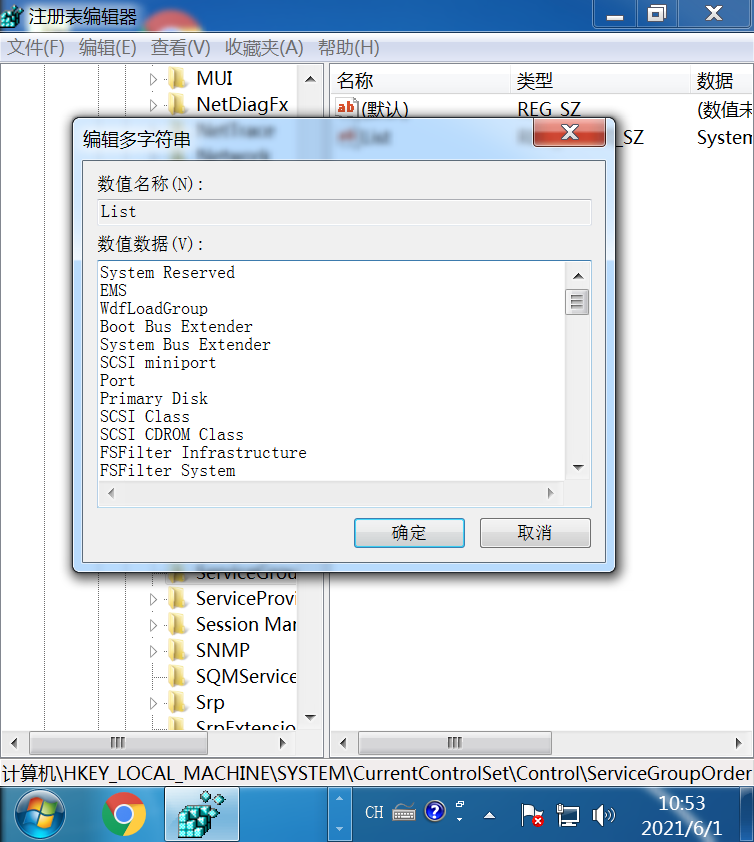 注册表编辑器
文件(F) 编辑(E) 查看(V) 收藏夹(A) 帮助(H)
MUI
NetDiagFx
NetTrace
Network
名称 类型 数据
(默认) REG_SZ (数值未
List _SZ System
编辑多字符串
数值名称(N):
List
数值数据(V):
System Reserved
EMS
WdfLoadGroup
Boot Bus Extender
System Bus Extender
SCSI miniport
Port
Primary Disk
SCSI Class
SCSI CDROM Class
FSFilter Infrastructure
FSFilter System
确定 取消
ServiceGrou
ServiceProvi
Session Mar
SNMP
SQMService
Srp
SrpExtensio
计算机\HKEY_LOCAL_MACHINE\SYSTEM\CurrentControlSet\Control\ServiceGroupOrder
CH
10:53
2021/6/1